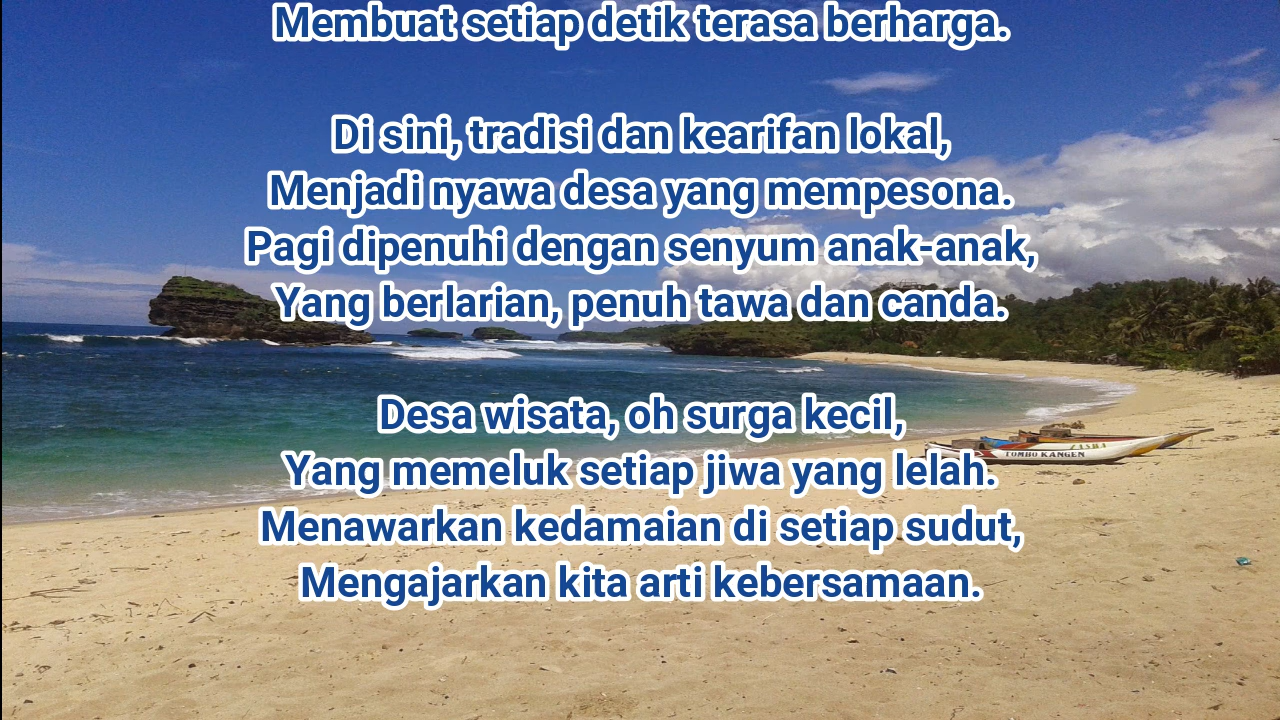 Membuat setiap detik terasa berharga.
Di sini, tradisi dan kearifan lokal,
Menjadi nyawa desa yang mempesona.
Pagi dipenuhi dengan senyum anak-anak,
Yang berlarian, penuh tawa dan canda.
Desa wisata, oh surga kecil,
Yang memeluk setiap jiwa yang lelah.
Menawarkan kedamaian di setiap sudut,
Mengajarkan kita arti kebersamaan.
TOMBO KANGEN